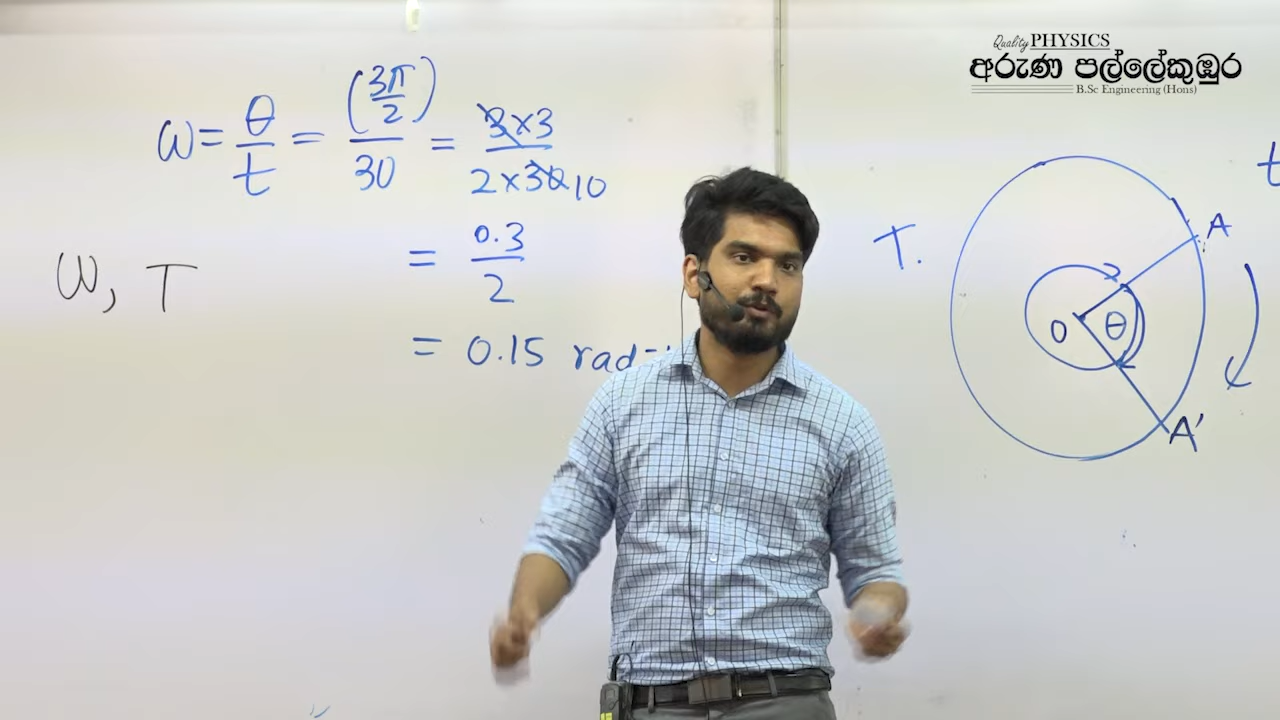 Quality PHYSICS
අරුණ පල්ලේකුඹුර
B.Sc Engineering (Hons)
ω = θ/t = (3π/2)/30 = 3×3/2×30 10
= 0.3/2
= 0.15 rad
ω, T
T.
t
A
O
θ
A'